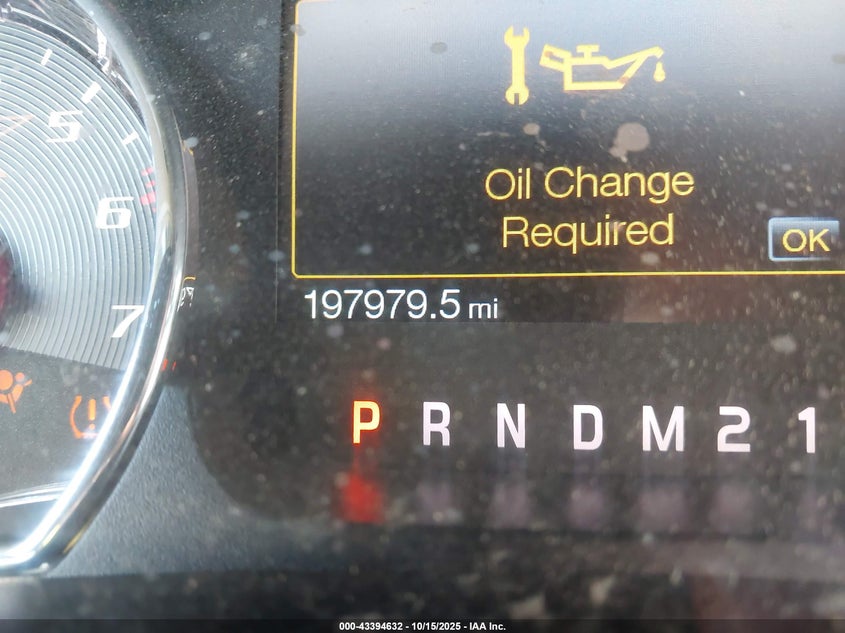 5
6
7
Oil Change
Required
OK
197979.5 mi
P R N D M 2 1
000-43394632 - 10/15/2025 - IAA Inc.